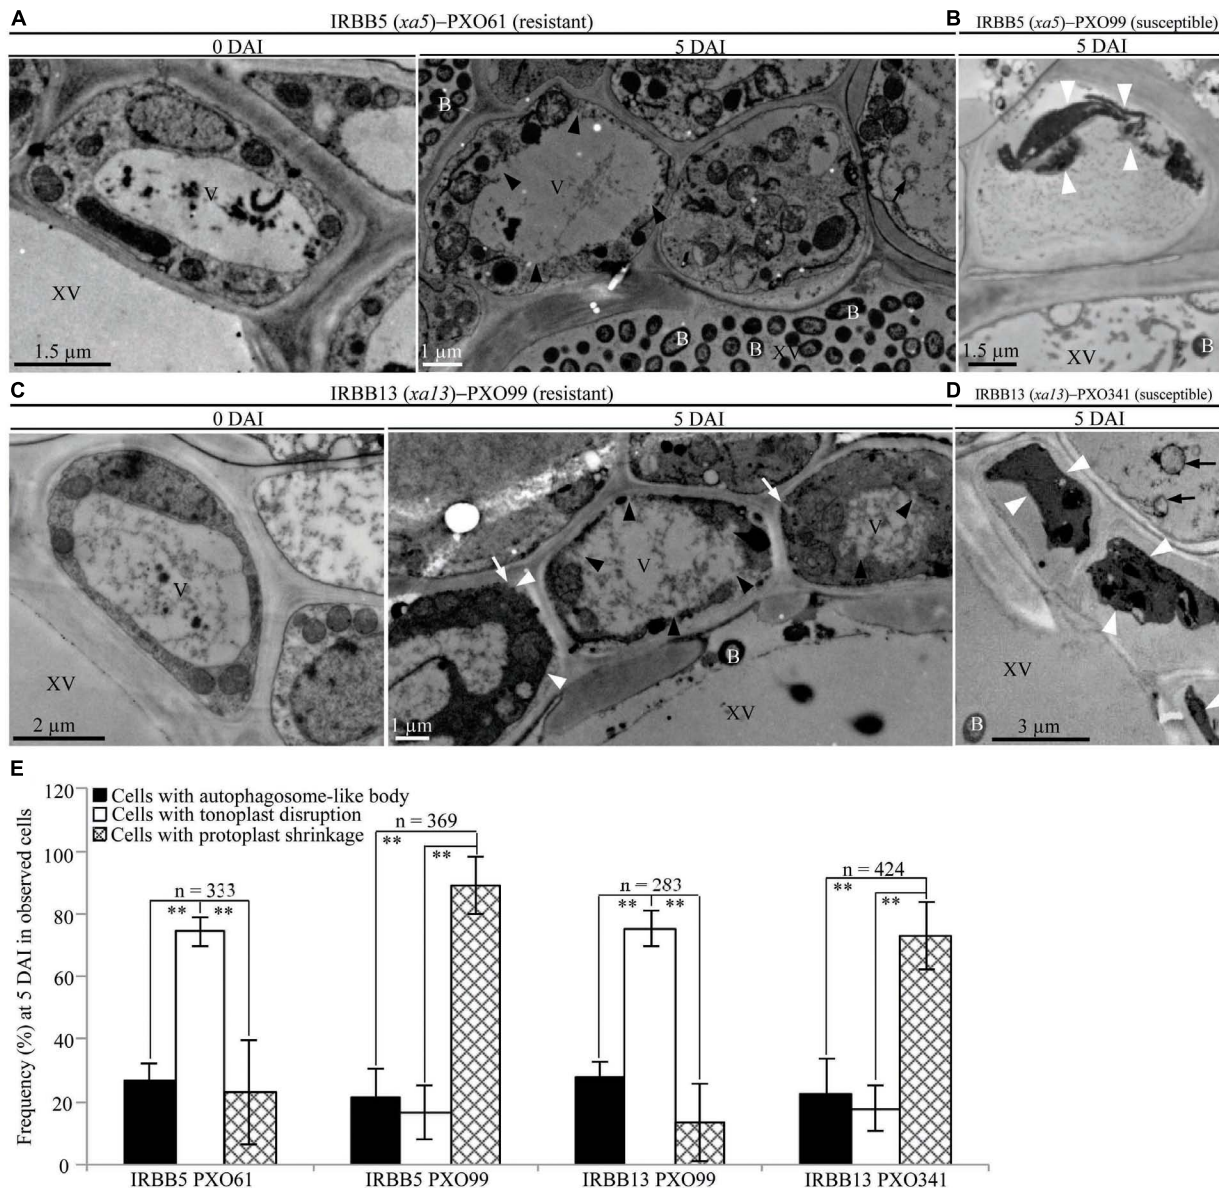 A
IRBB5 (xa5)–PXO61 (resistant)
0 DAI
5 DAI
V
XV
1.5 µm
B
V
B
B
B
XV
1 µm
B
IRBB5 (xa5)–PXO99 (susceptible)
5 DAI
XV
B
1.5 µm
C
IRBB13 (xa13)–PXO99 (resistant)
0 DAI
5 DAI
V
XV
2 µm
V
V
B
XV
1 µm
D
IRBB13 (xa13)–PXO341 (susceptible)
5 DAI
XV
B
3 µm
E
Frequency (%) at 5 DAI in observed cells
120
100
80
60
40
20
0
Cells with autophagosome-like body
Cells with tonoplast disruption
Cells with protoplast shrinkage
n = 333
** **
n = 369
**
**
n = 283
** **
n = 424
**
**
IRBB5 PXO61
IRBB5 PXO99
IRBB13 PXO99
IRBB13 PXO341